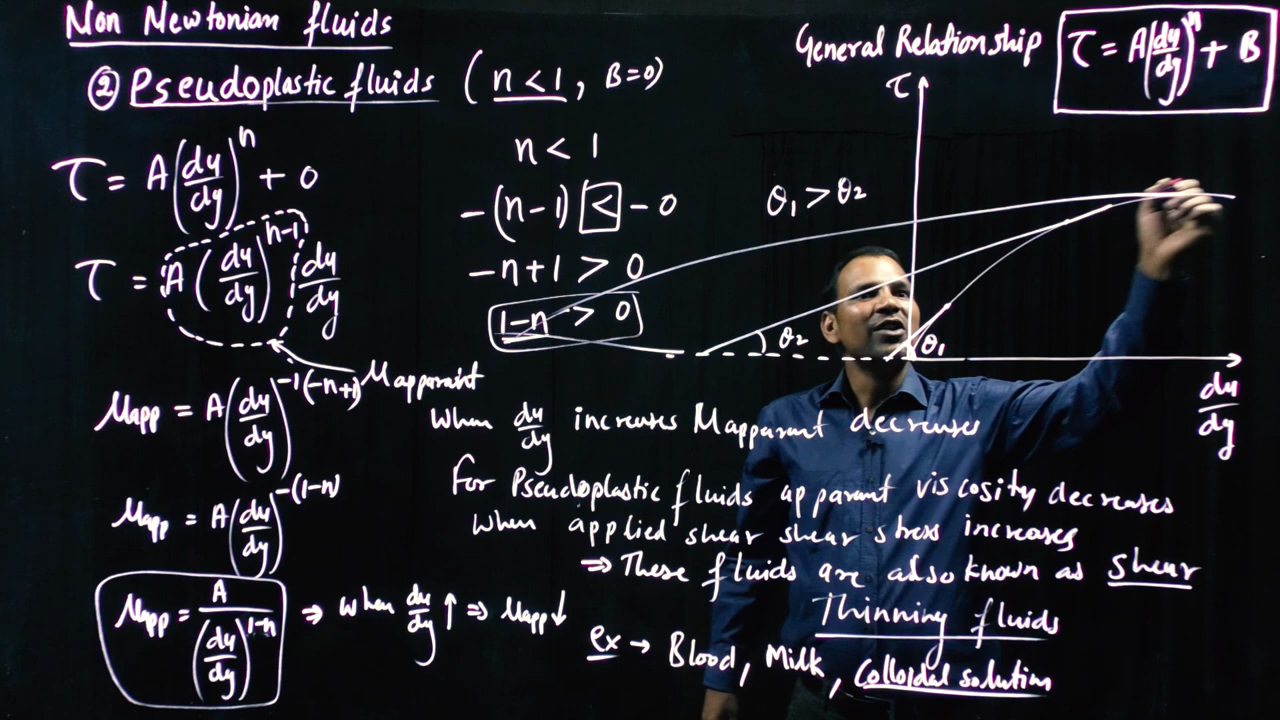 Non Newtonian fluids
② Pseudoplastic fluids (n < 1, B=0)
General Relationship τ = A(du/dy)^n + B
τ = A(du/dy)^n + 0
τ = A(du/dy)^(n-1) du/dy
Mapparant
μapp = A(du/dy)^-1(-n+1)
μapp = A(du/dy)^-(1-n)
μapp = A/(du/dy)^(1-n) ⇒ when du/dy ↑ ⇒ μapp↓
n < 1
-(n-1) < -0
-n+1 > 0
1-n > 0
τ
θ1 > θ2
θ2
θ1
du/dy
When du/dy increases Mapparant decreases
For Pseudoplastic fluids apparant viscosity decreases
when applied shear shear stress increases
⇒ These fluids are also known as shear
Thinning fluids
ex → Blood, Milk, Colloidal solution